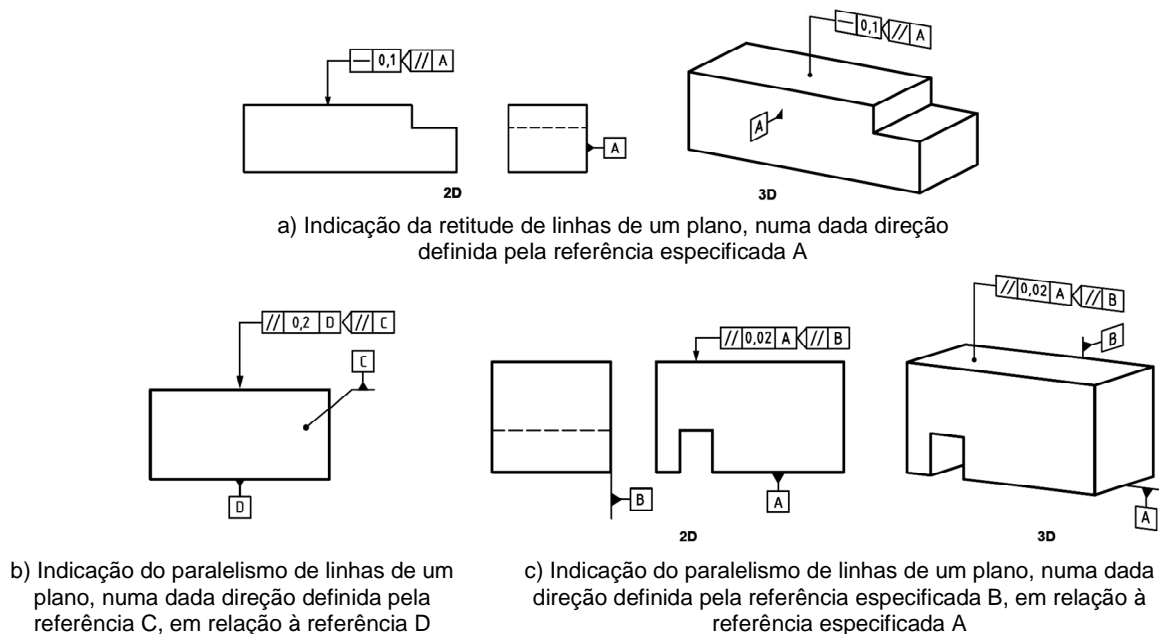 — 0,1 // A
A
2D
— 0,1 // A
A
3D
a) Indicação da retitude de linhas de um plano, numa dada direção
definida pela referência especificada A
// 0,2 D // C
C
D
b) Indicação do paralelismo de linhas de um
plano, numa dada direção definida pela
referência C, em relação à referência D
// 0,02 A // B
B
A
2D
// 0,02 A // B
B
A
3D
c) Indicação do paralelismo de linhas de um plano, numa dada
direção definida pela referência especificada B, em relação à
referência especificada A